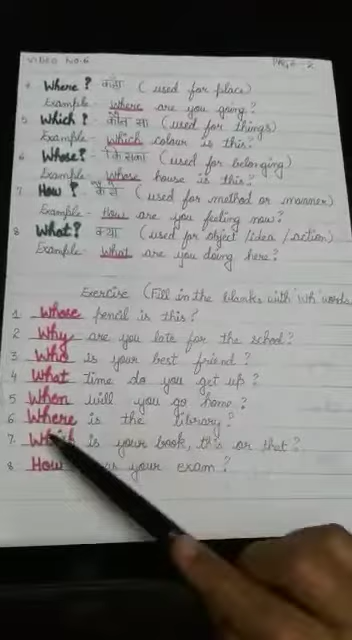 VIDEO NO.6 PAGE-2
4 Where? कहाँ (used for place)
Example - Where are you going?
5 Which? - कौन सा (used for things)
Example - Which colour is this?
6 Whose? - किसका (used for belonging)
Example - Whose house is this?
7 How? - कैसे (used for method or manner)
Example - How are you feeling now?
8 What? - क्या (used for object/idea/action)
Example What are you doing here?
Exercise (Fill in the blanks with 'wh' words
1 Whose pencil is this?
2 Why are you late for the school?
3 Who is your best friend?
4 What time do you get up?
5 When will you go home?
6 Where is the library?
7 Which is your book, this or that?
8 How your exam?